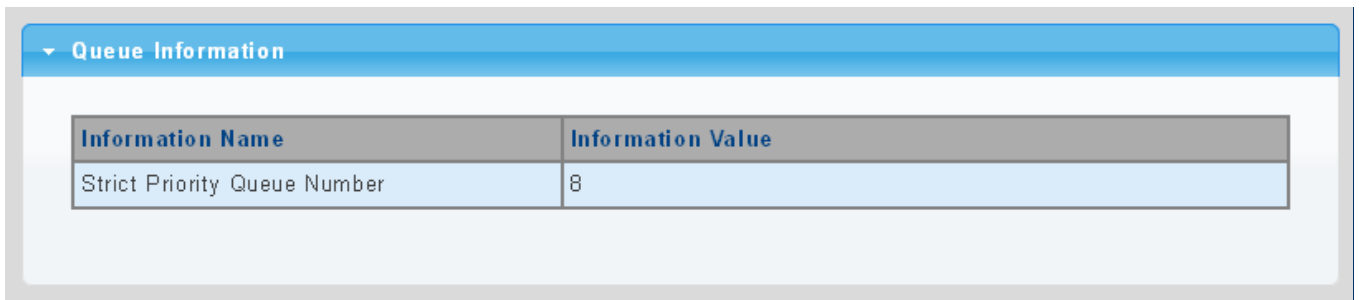 Queue Information
Information Name Information Value
Strict Priority Queue Number 8